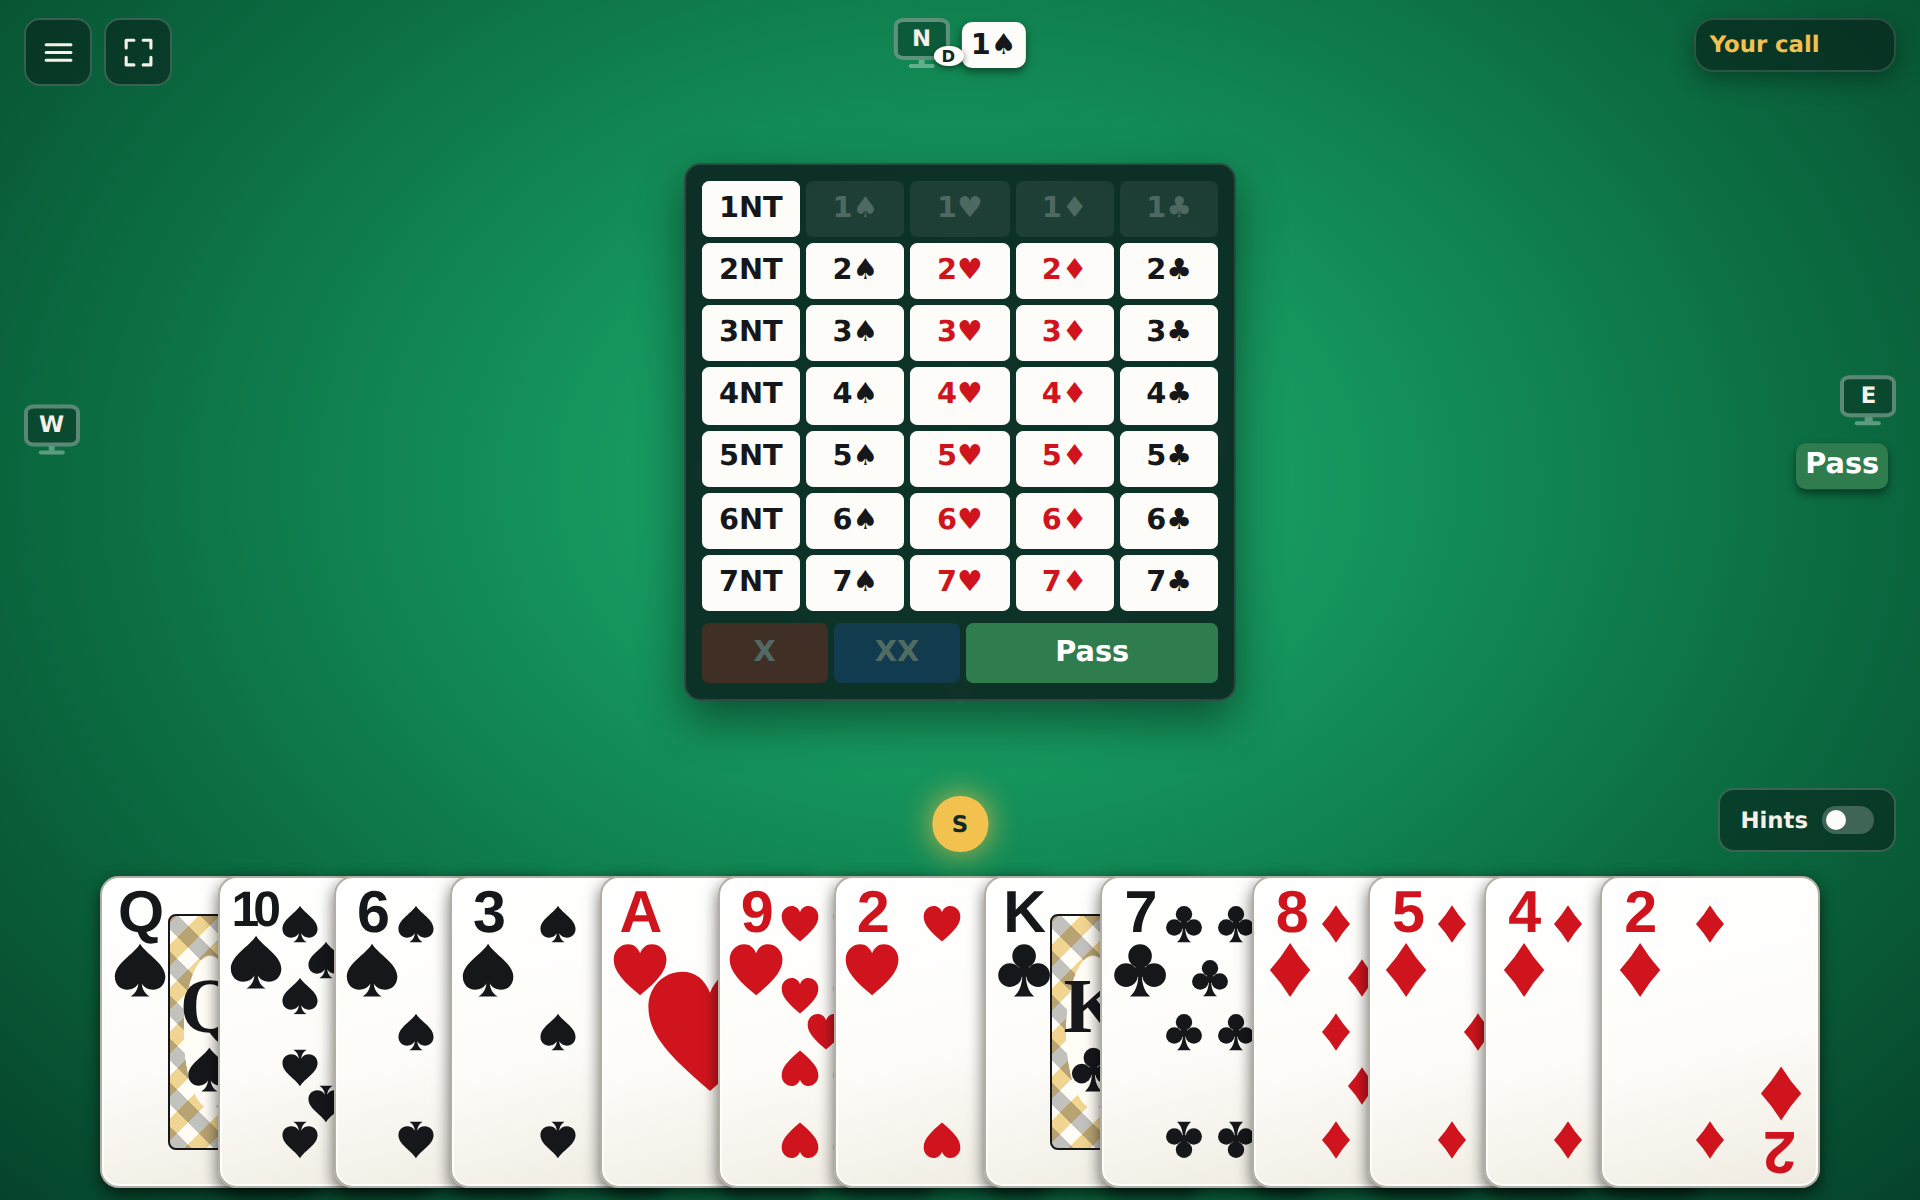 N
D
1♠
Your call
1NT 1♠ 1♥ 1♦ 1♣
2NT 2♠ 2♥ 2♦ 2♣
3NT 3♠ 3♥ 3♦ 3♣
4NT 4♠ 4♥ 4♦ 4♣
5NT 5♠ 5♥ 5♦ 5♣
6NT 6♠ 6♥ 6♦ 6♣
7NT 7♠ 7♥ 7♦ 7♣
X XX Pass
W
E
Pass
S
Hints
Q 10 6 3 A 9 2 K 7 8 5 4 2
Q K
2